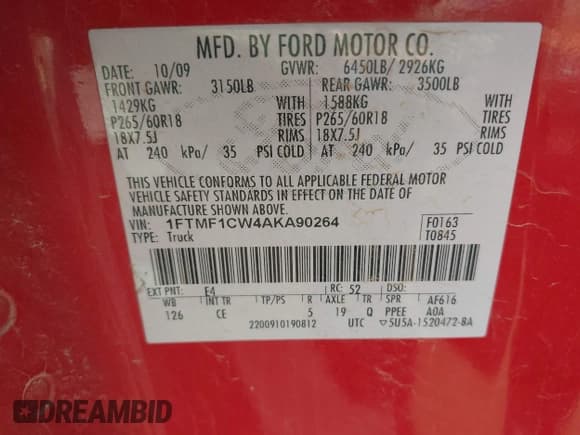 MFD. BY FORD MOTOR CO.
DATE: 10/09 GVWR: 6450LB/ 2926KG
FRONT GAWR: 3150LB REAR GAWR: 3500LB
1429KG WITH 1588KG WITH
P265/60R18 TIRES P265/60R18 TIRES
18X7.5J RIMS 18X7.5J RIMS
AT 240 kPa/ 35 PSI COLD AT 240 kPa/ 35 PSI COLD
THIS VEHICLE CONFORMS TO ALL APPLICABLE FEDERAL MOTOR
VEHICLE SAFETY STANDARDS IN EFFECT ON THE DATE OF
MANUFACTURE SHOWN ABOVE.
VIN: 1FTMF1CW4AKA90264 F0163
TYPE: Truck T0845
EXT PNT: E4 RC: 52 DSO:
WB INT TR TP/PS R AXLE TR SPR AF616
126 CE 5 19 Q PPEE A0A
2200910190812 UTC ▽5U5A-1520472-BA
DREAMBID